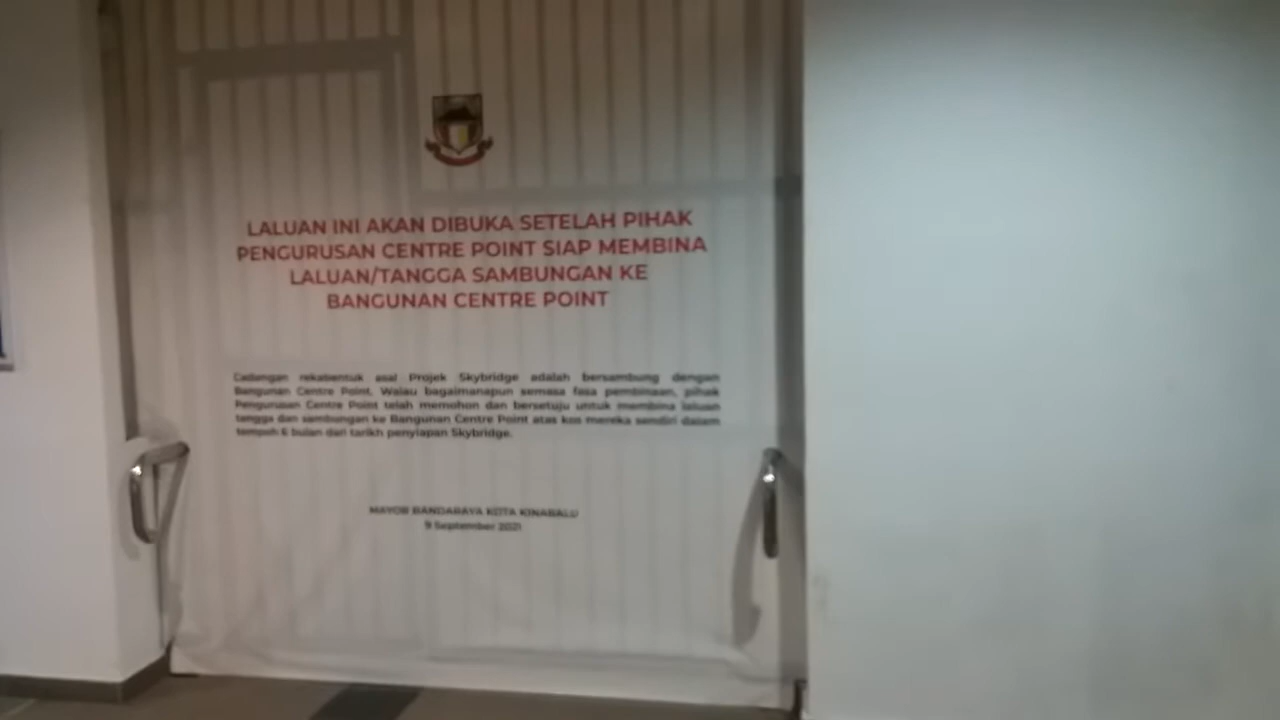 LALUAN INI AKAN DIBUKA SETELAH PIHAK
PENGURUSAN CENTRE POINT SIAP MEMBINA
LALUAN/TANGGA SAMBUNGAN KE
BANGUNAN CENTRE POINT
Cadangan rekabentuk asal Projek Skybridge adalah bersambung dengan
Bangunan Centre Point. Walau bagaimanapun semasa fasa pembinaan, pihak
Pengurusan Centre Point telah memohon dan bersetuju untuk membina laluan
tangga dan sambungan ke Bangunan Centre Point atas kos mereka sendiri dalam
tempoh 6 bulan dari tarikh penyiapan Skybridge.
MAYOR BANDARAYA KOTA KINABALU
9 September 2021